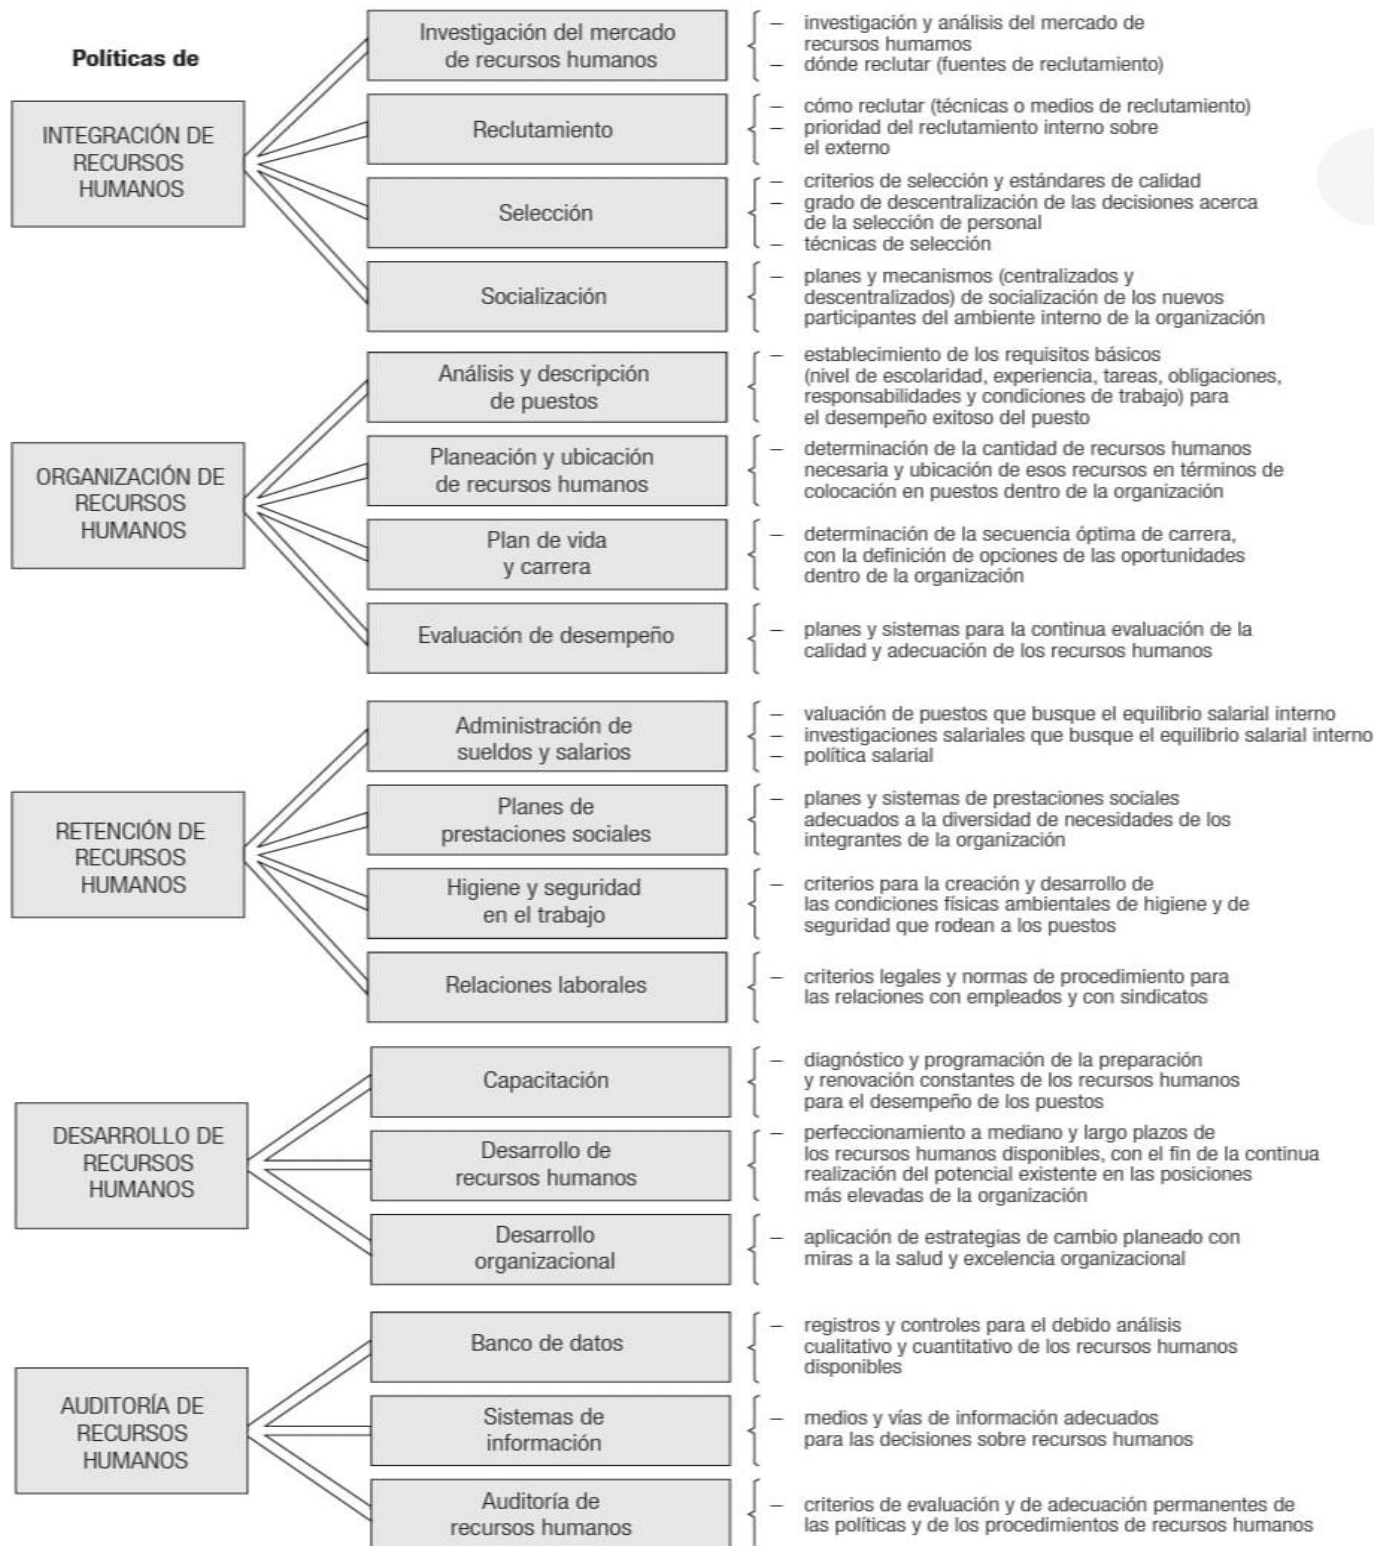 Políticas de
INTEGRACIÓN DE
RECURSOS
HUMANOS
Investigación del mercado
de recursos humanos
– investigación y análisis del mercado de
recursos humamos
– dónde reclutar (fuentes de reclutamiento)
Reclutamiento
– cómo reclutar (técnicas o medios de reclutamiento)
– prioridad del reclutamiento interno sobre
el externo
Selección
– criterios de selección y estándares de calidad
– grado de descentralización de las decisiones acerca
de la selección de personal
– técnicas de selección
Socialización
– planes y mecanismos (centralizados y
descentralizados) de socialización de los nuevos
participantes del ambiente interno de la organización
ORGANIZACIÓN DE
RECURSOS
HUMANOS
Análisis y descripción
de puestos
– establecimiento de los requisitos básicos
(nivel de escolaridad, experiencia, tareas, obligaciones,
responsabilidades y condiciones de trabajo) para
el desempeño exitoso del puesto
Planeación y ubicación
de recursos humanos
– determinación de la cantidad de recursos humanos
necesaria y ubicación de esos recursos en términos de
colocación en puestos dentro de la organización
Plan de vida
y carrera
– determinación de la secuencia óptima de carrera,
con la definición de opciones de las oportunidades
dentro de la organización
Evaluación de desempeño
– planes y sistemas para la continua evaluación de la
calidad y adecuación de los recursos humanos
RETENCIÓN DE
RECURSOS
HUMANOS
Administración de
sueldos y salarios
– valuación de puestos que busque el equilibrio salarial interno
– investigaciones salariales que busque el equilibrio salarial interno
– política salarial
Planes de
prestaciones sociales
– planes y sistemas de prestaciones sociales
adecuados a la diversidad de necesidades de los
integrantes de la organización
Higiene y seguridad
en el trabajo
– criterios para la creación y desarrollo de
las condiciones físicas ambientales de higiene y de
seguridad que rodean a los puestos
Relaciones laborales
– criterios legales y normas de procedimiento para
las relaciones con empleados y con sindicatos
DESARROLLO DE
RECURSOS
HUMANOS
Capacitación
– diagnóstico y programación de la preparación
y renovación constantes de los recursos humanos
para el desempeño de los puestos
Desarrollo de
recursos humanos
– perfeccionamiento a mediano y largo plazos de
los recursos humanos disponibles, con el fin de la continua
realización del potencial existente en las posiciones
más elevadas de la organización
Desarrollo
organizacional
– aplicación de estrategias de cambio planeado con
miras a la salud y excelencia organizacional
AUDITORÍA DE
RECURSOS
HUMANOS
Banco de datos
– registros y controles para el debido análisis
cualitativo y cuantitativo de los recursos humanos
disponibles
Sistemas de
información
– medios y vías de información adecuados
para las decisiones sobre recursos humanos
Auditoría de
recursos humanos
– criterios de evaluación y de adecuación permanentes de
las políticas y de los procedimientos de recursos humanos